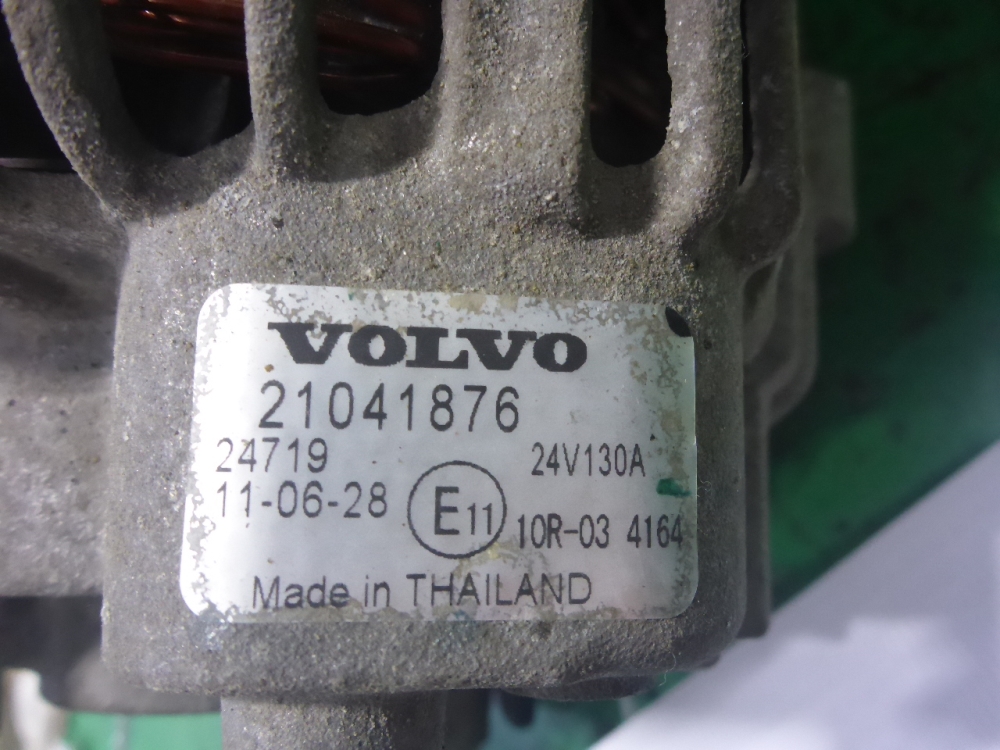 VOLVO
21041876
24719 24V130A
11-06-28 E11 10R-03 4164
Made in THAILAND